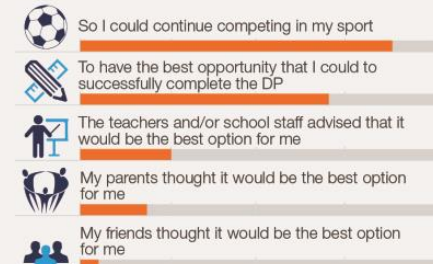 So I could continue competing in my sport
To have the best opportunity that I could to
successfully complete the DP
The teachers and/or school staff advised that it
would be the best option for me
My parents thought it would be the best option
for me
My friends thought it would be the best option
for me